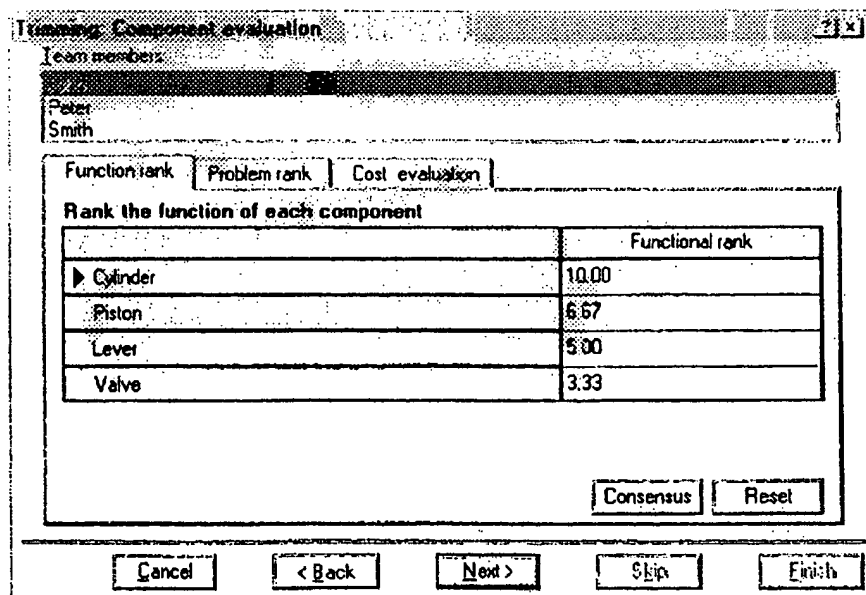 Trimming: Component evaluation ? x
Team members
Peter
Smith
Function rank Problem rank Cost evaluation
Rank the function of each component
Functional rank
Cylinder 10.00
Piston 6.67
Lever 5.00
Valve 3.33
Consensus Reset
Cancel < Back Next > Skip Finish